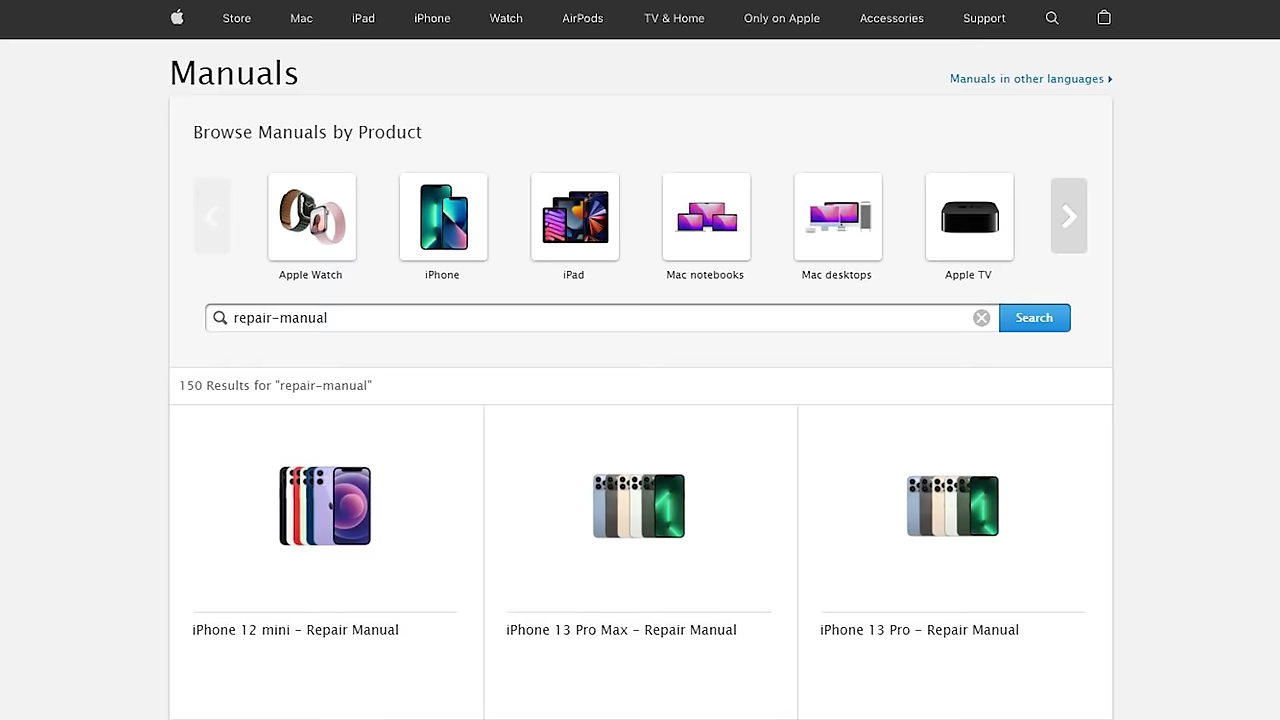 Store Mac iPad iPhone Watch AirPods TV & Home Only on Apple Accessories Support
Manuals
Manuals in other languages
Browse Manuals by Product
Apple Watch iPhone iPad Mac notebooks Mac desktops Apple TV
repair-manual Search
150 Results for "repair-manual"
iPhone 12 mini – Repair Manual iPhone 13 Pro Max – Repair Manual iPhone 13 Pro – Repair Manual